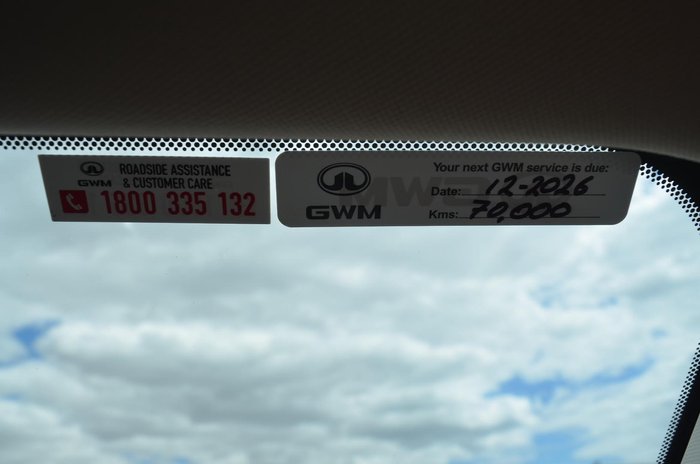 ROADSIDE ASSISTANCE
GWM & CUSTOMER CARE
1800 335 132
Your next GWM service is due:
Date: 12-2026
GWM Kms: 70,000